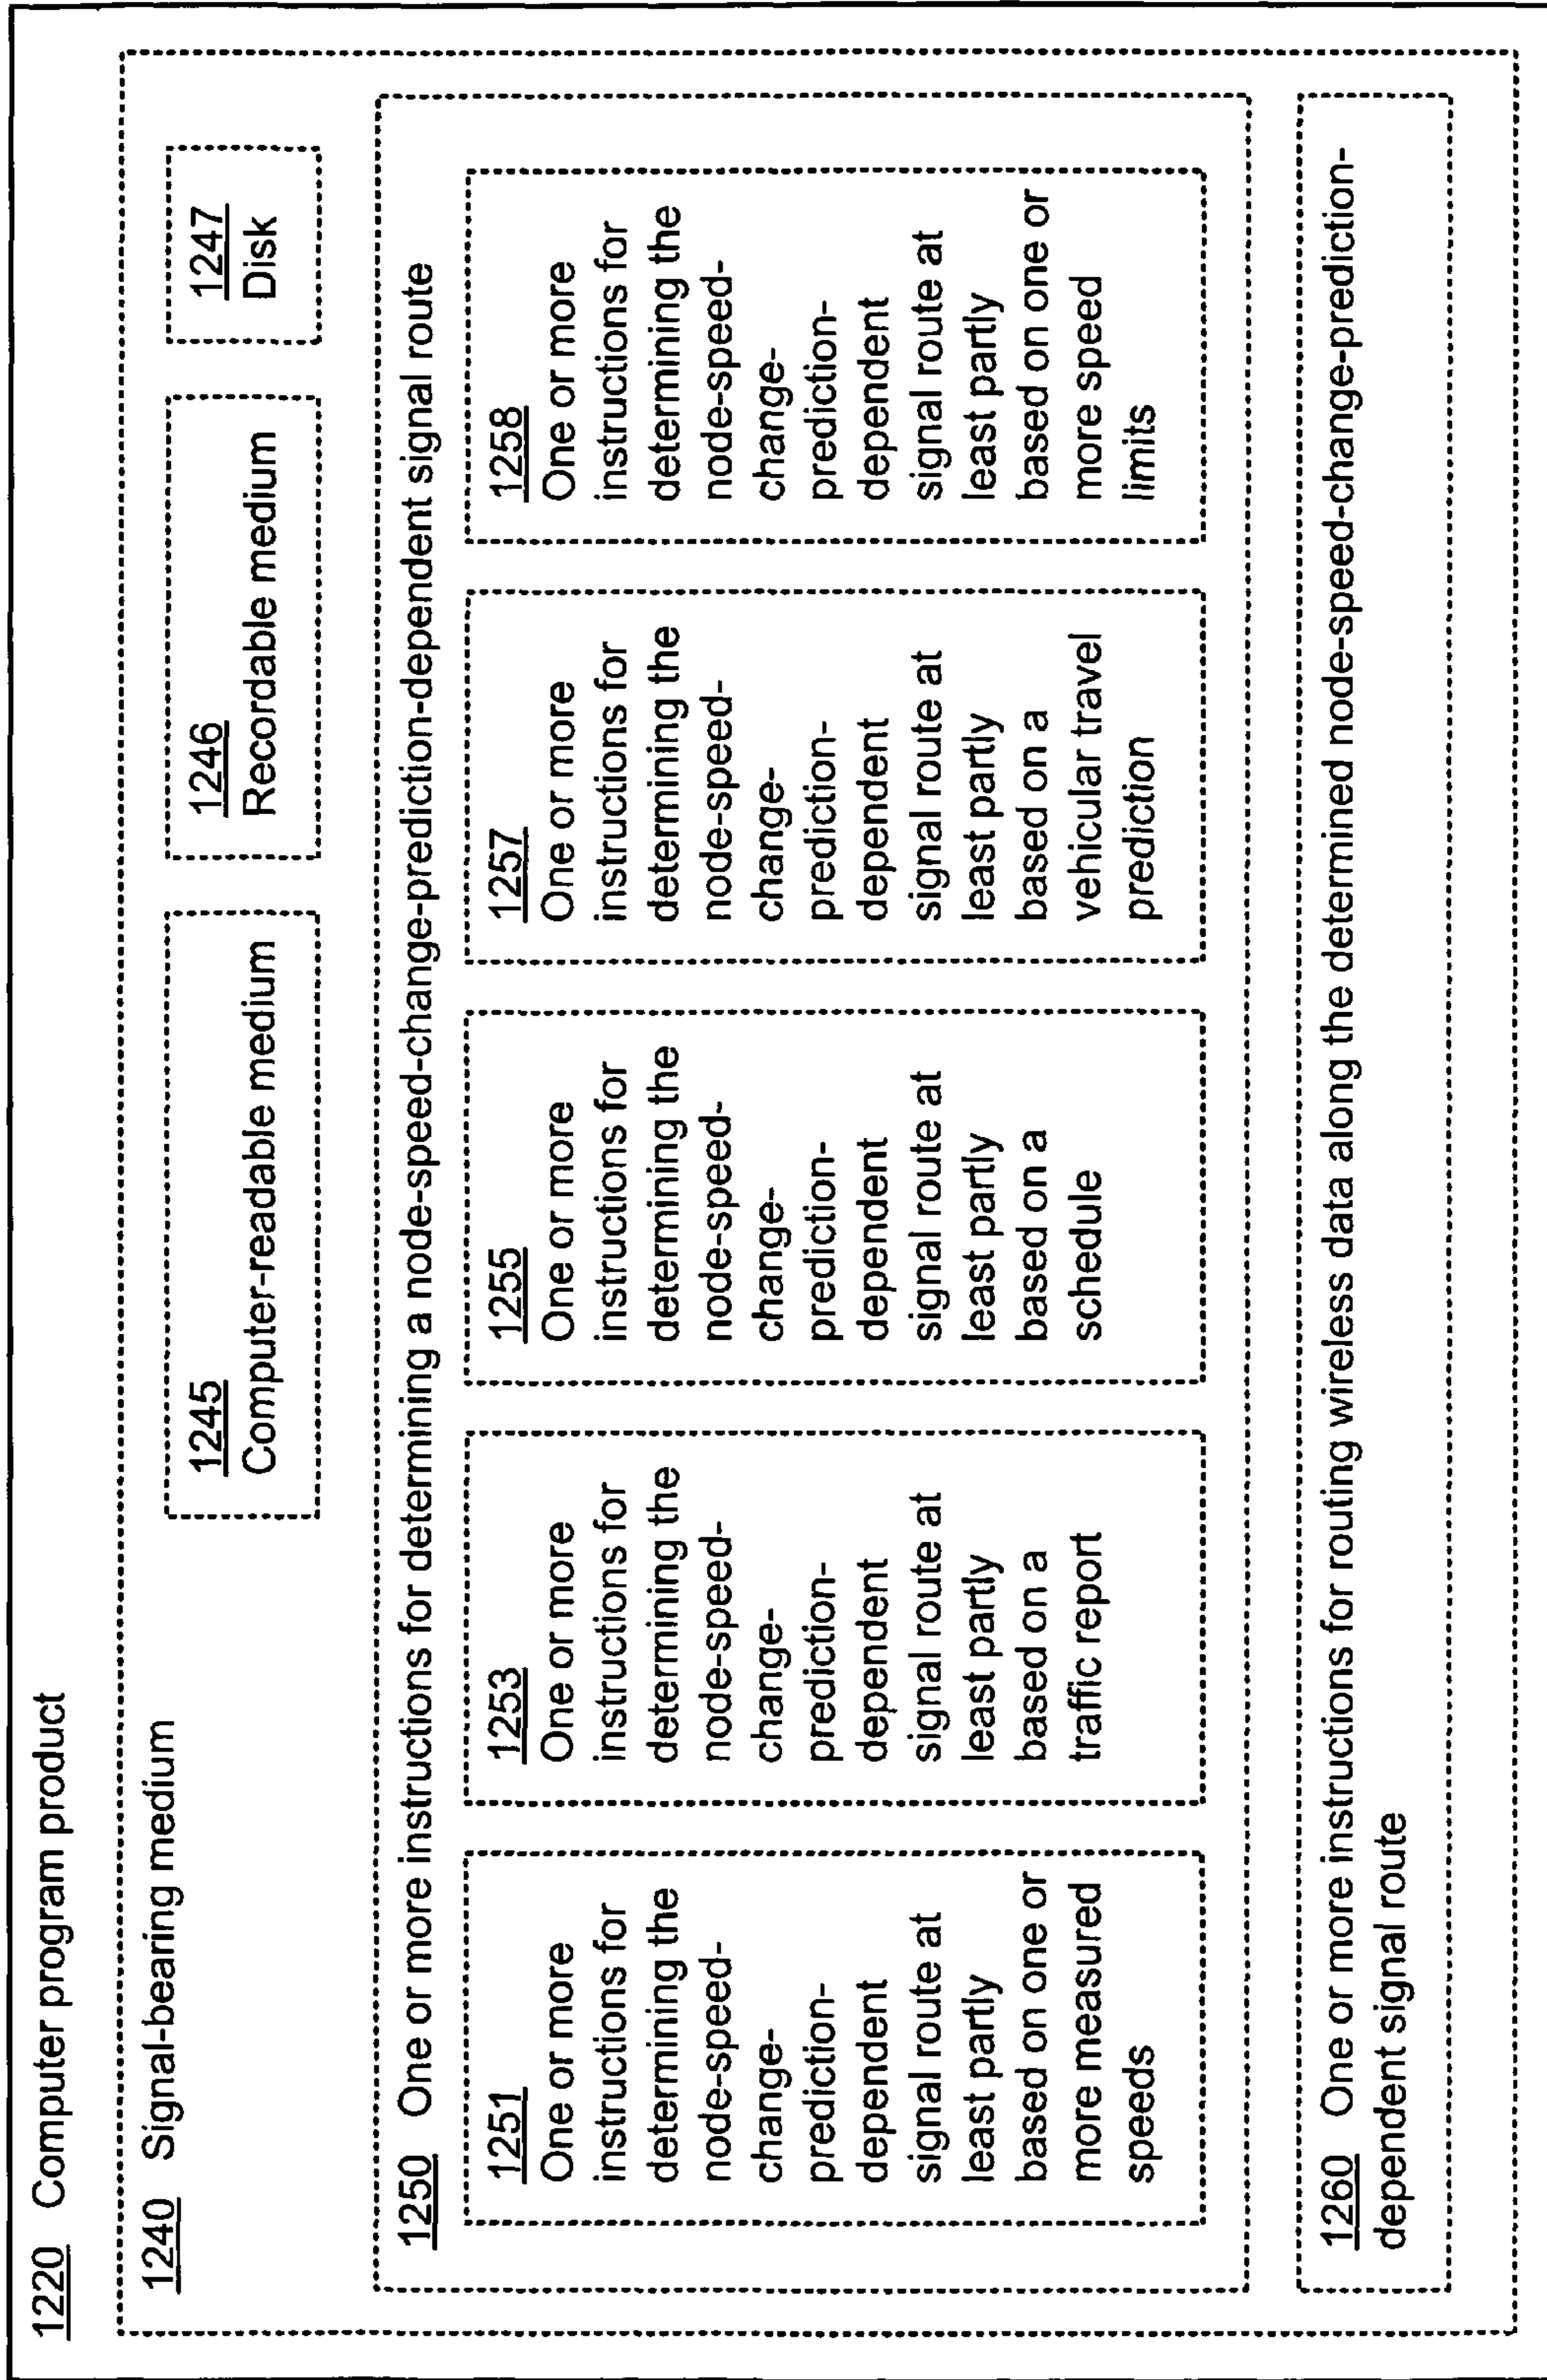 1220 Computer program product
1240 Signal-bearing medium
1245
Computer-readable medium
1246
Recordable medium
1247
Disk
1250 One or more instructions for determining a node-speed-change-prediction-dependent signal route
1251
One or more
instructions for
determining the
node-speed-
change-
prediction-
dependent
signal route at
least partly
based on one or
more measured
speeds
1253
One or more
instructions for
determining the
node-speed-
change-
prediction-
dependent
signal route at
least partly
based on a
traffic report
1255
One or more
instructions for
determining the
node-speed-
change-
prediction-
dependent
signal route at
least partly
based on a
schedule
1257
One or more
instructions for
determining the
node-speed-
change-
prediction-
dependent
signal route at
least partly
based on a
vehicular travel
prediction
1258
One or more
instructions for
determining the
node-speed-
change-
prediction-
dependent
signal route at
least partly
based on one or
more speed
limits
1260 One or more instructions for routing wireless data along the determined node-speed-change-prediction-
dependent signal route